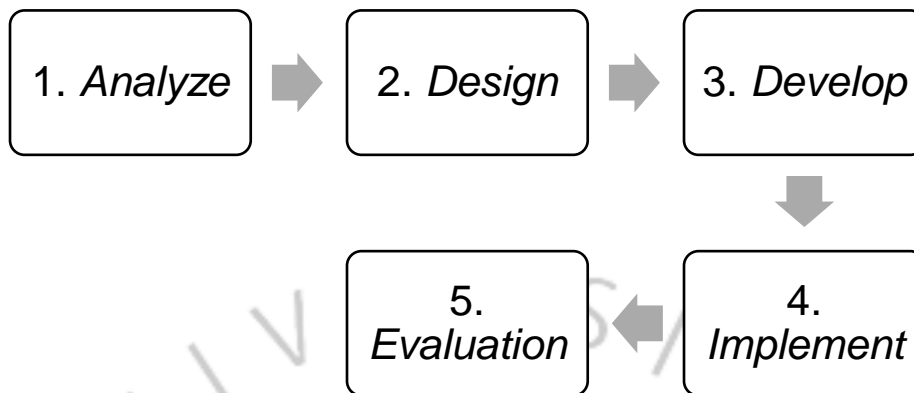 1. Analyze
2. Design
3. Develop
4.
Implement
5.
Evaluation